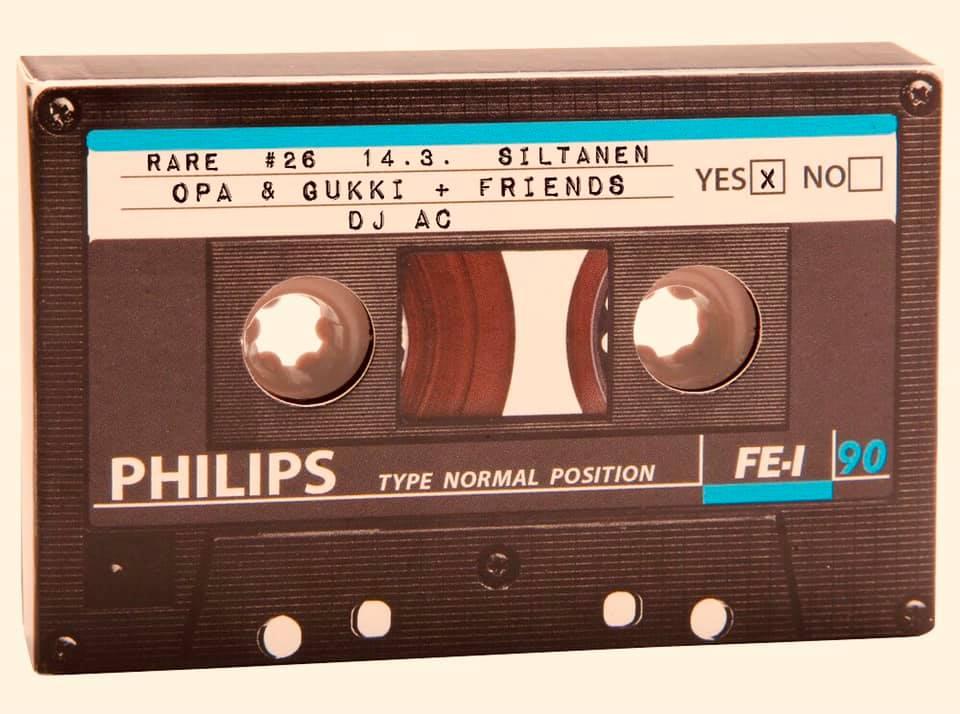 RARE #26 14.3. SILTANEN
OPA & GUKKI + FRIENDS
DJ AC
YES X NO
PHILIPS TYPE NORMAL POSITION FE-I 90